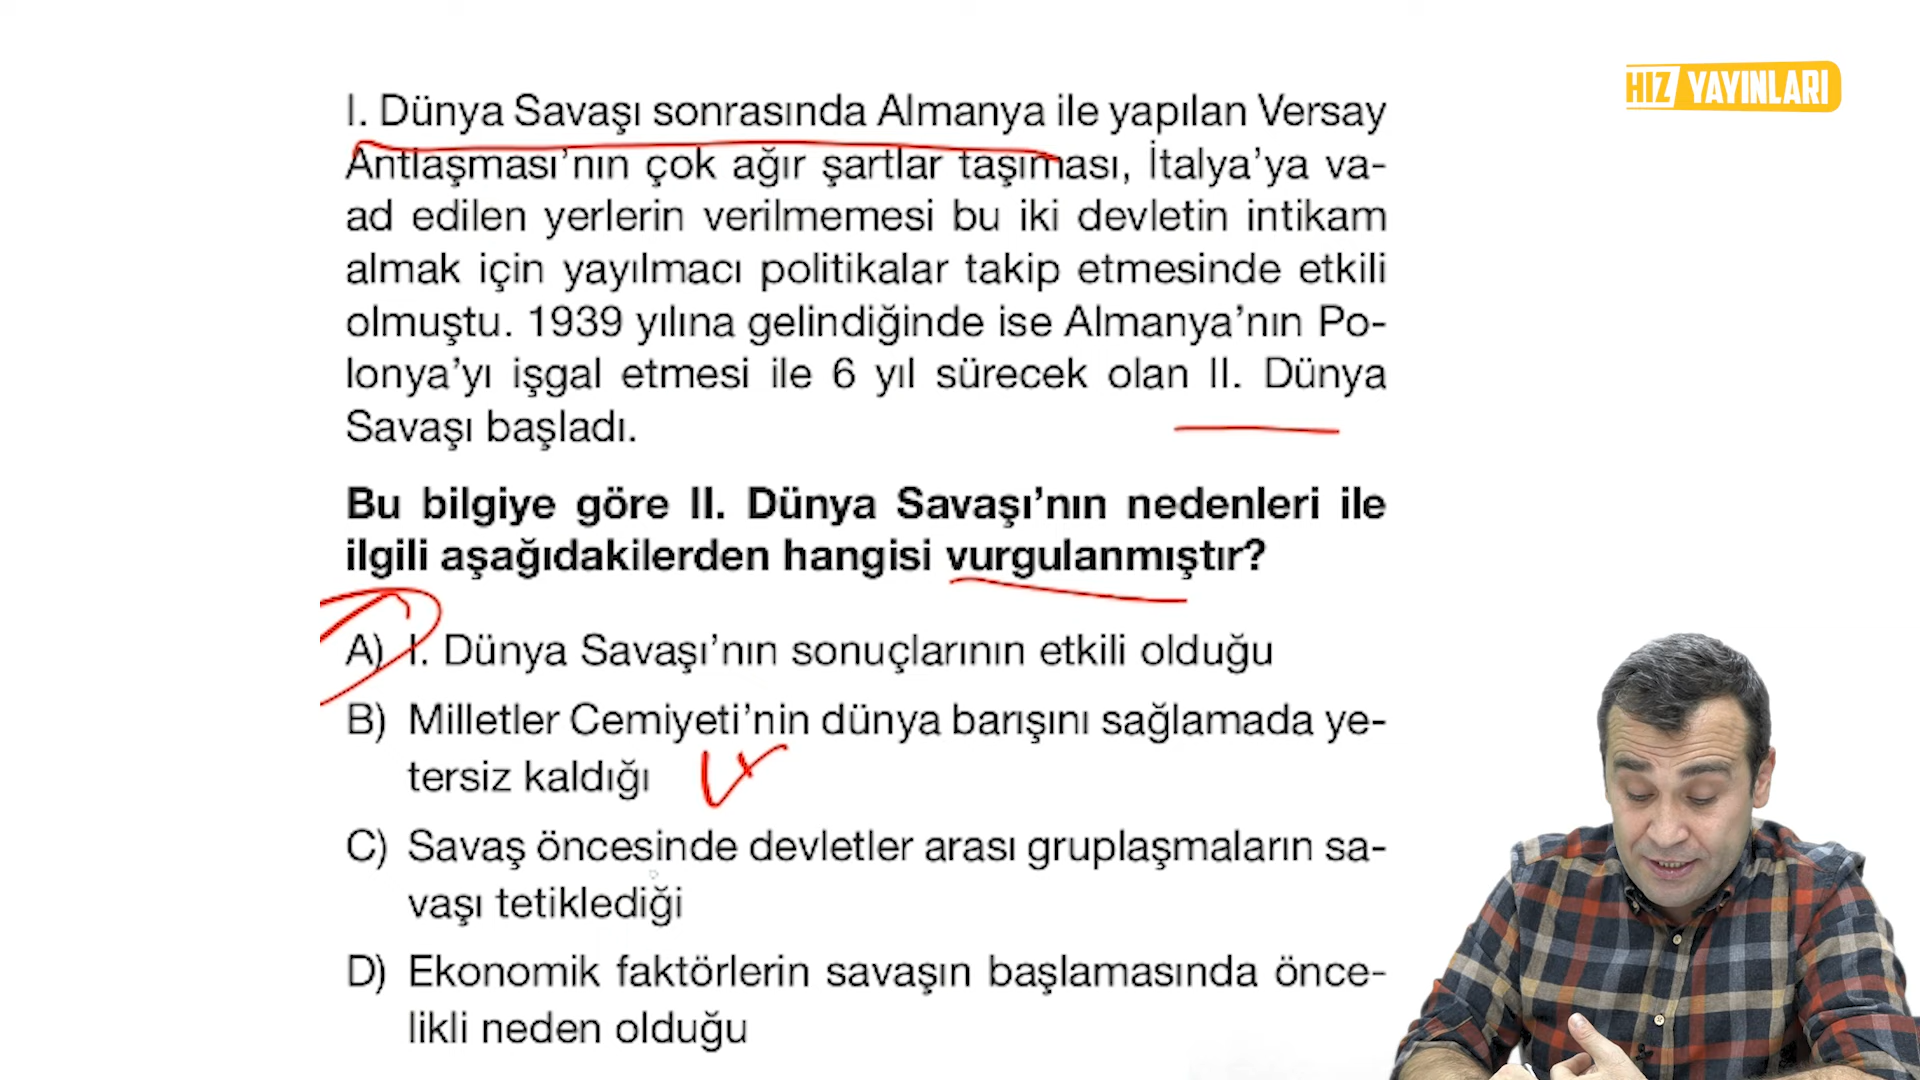 HIZ YAYINLARI
I. Dünya Savaşı sonrasında Almanya ile yapılan Versay
Antlaşması’nın çok ağır şartlar taşıması, İtalya’ya va-
ad edilen yerlerin verilmemesi bu iki devletin intikam
almak için yayılmacı politikalar takip etmesinde etkili
olmuştu. 1939 yılına gelindiğinde ise Almanya’nın Po-
lonya’yı işgal etmesi ile 6 yıl sürecek olan II. Dünya
Savaşı başladı.
Bu bilgiye göre II. Dünya Savaşı’nın nedenleri ile
ilgili aşağıdakilerden hangisi vurgulanmıştır?
A) I. Dünya Savaşı’nın sonuçlarının etkili olduğu
B) Milletler Cemiyeti’nin dünya barışını sağlamada ye-
tersiz kaldığı
C) Savaş öncesinde devletler arası gruplaşmaların sa-
vaşı tetiklediği
D) Ekonomik faktörlerin savaşın başlamasında önce-
likli neden olduğu